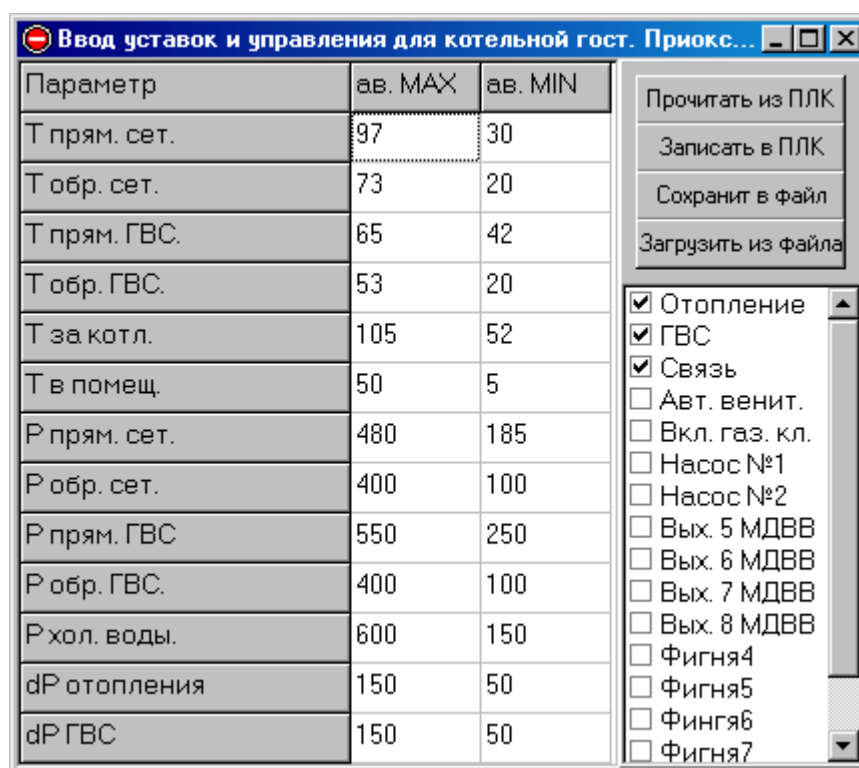 Ввод уставок и управления для котельной гост. Приокс...
Параметр ав. MAX ав. MIN
Т прям. сет. 97 30
Т обр. сет. 73 20
Т прям. ГВС. 65 42
Т обр. ГВС. 53 20
Т за котл. 105 52
Т в помещ. 50 5
Р прям. сет. 480 185
Р обр. сет. 400 100
Р прям. ГВС 550 250
Р обр. ГВС. 400 100
Р хол. воды. 600 150
dP отопления 150 50
dP ГВС 150 50
Прочитать из ПЛК
Записать в ПЛК
Сохранит в файл
Загрузить из файла
Отопление
ГВС
Связь
Авт. венит.
Вкл. газ. кл.
Насос №1
Насос №2
Вых. 5 МДВВ
Вых. 6 МДВВ
Вых. 7 МДВВ
Вых. 8 МДВВ
Фигня4
Фигня5
Фингя6
Фигня7